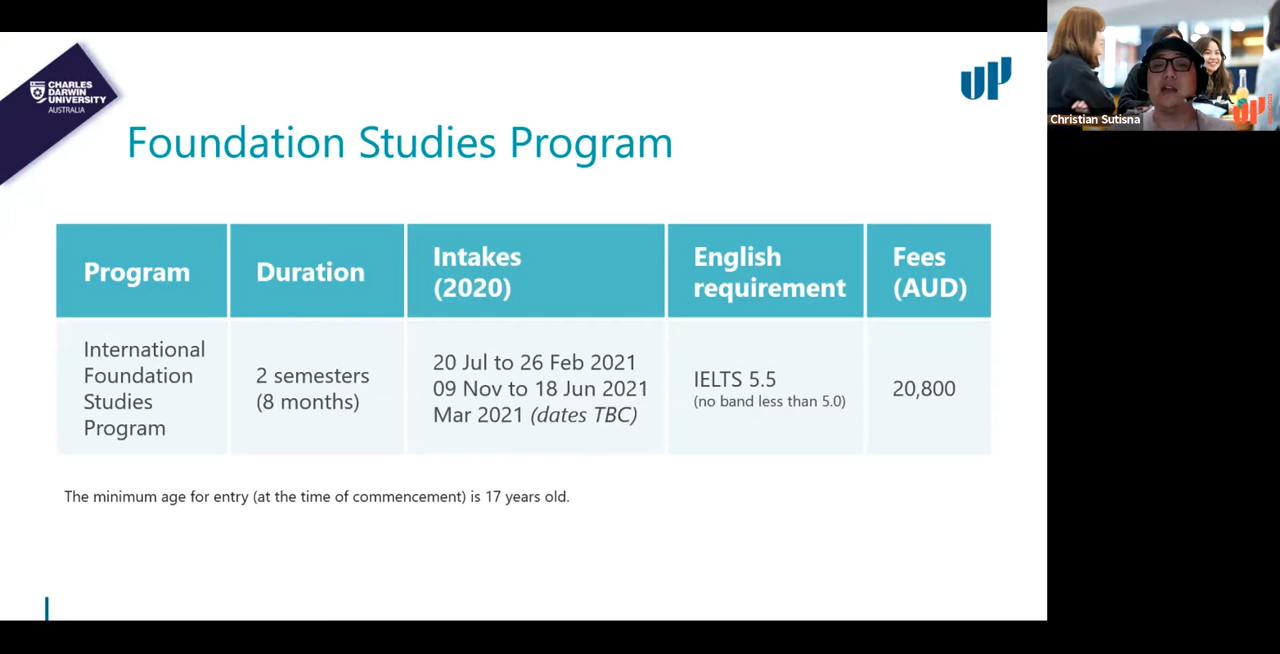 CHARLES
DARWIN
UNIVERSITY
AUSTRALIA
UP
Christian Sutisna
Foundation Studies Program
Program
Duration
Intakes
(2020)
English
requirement
Fees
(AUD)
International
Foundation
Studies
Program
2 semesters
(8 months)
20 Jul to 26 Feb 2021
09 Nov to 18 Jun 2021
Mar 2021 (dates TBC)
IELTS 5.5
(no band less than 5.0)
20,800
The minimum age for entry (at the time of commencement) is 17 years old.